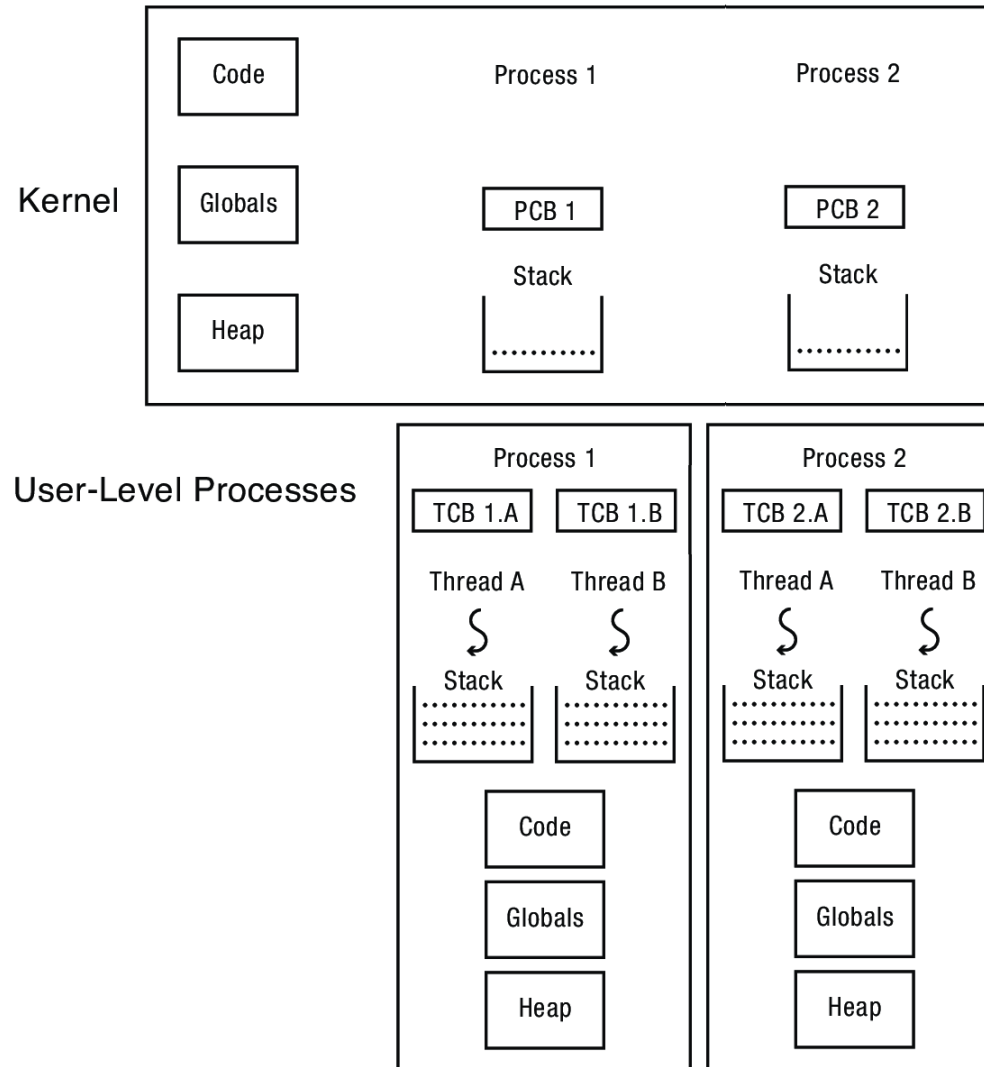 Kernel
Code
Process 1
Process 2
Globals
PCB 1
PCB 2
Stack
Stack
Heap
User-Level Processes
Process 1
TCB 1.A
TCB 1.B
Thread A
Thread B
Stack
Stack
Code
Globals
Heap
Process 2
TCB 2.A
TCB 2.B
Thread A
Thread B
Stack
Stack
Code
Globals
Heap